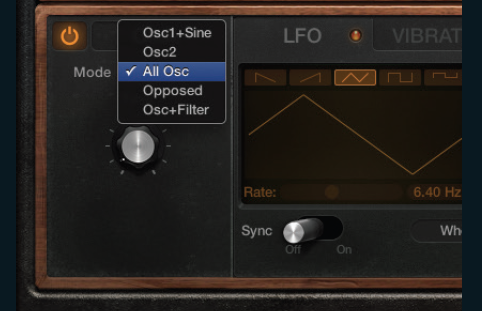 Osc1+Sine
Osc2
Mode ✓ All Osc
Opposed
Osc+Filter
LFO
VIBRAT
Rate: 6.40 Hz
Sync
Off On
Wh